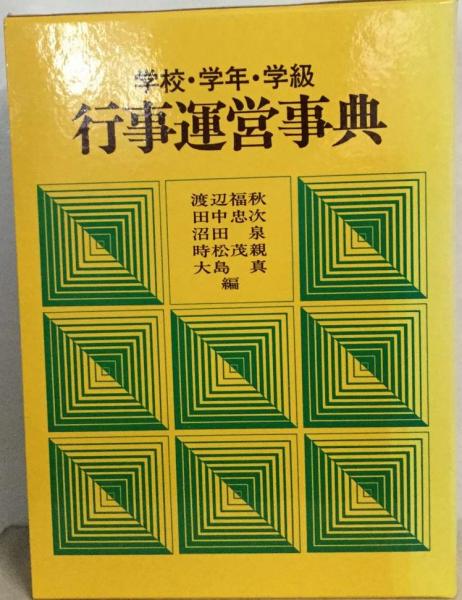 学校・学年・学級
行事運営事典
渡辺福秋
田中忠次
沼田 泉
時松茂親
大島 真
編